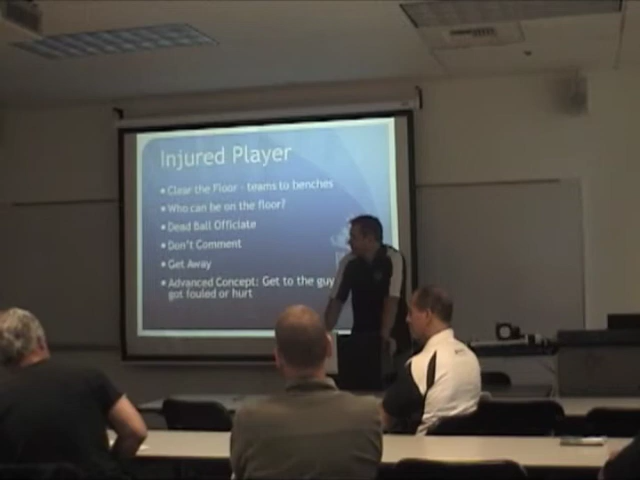 Injured Player
Clear the Floor - teams to benches
Who can be on the floor?
Dead Ball Officiate
Don't Comment
Get Away
Advanced Concept: Get to the guy
got fouled or hurt